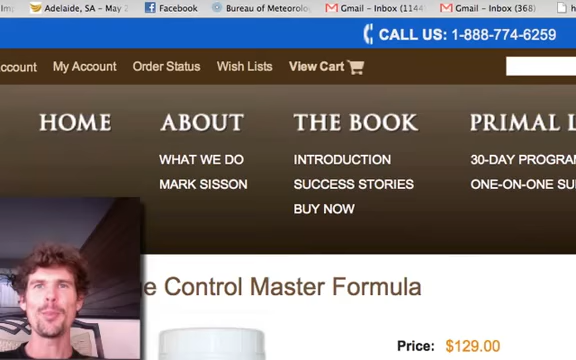 Adelaide, SA – May 2
Facebook
Bureau of Meteorolo
Gmail – Inbox (1144
Gmail – Inbox (368)
CALL US: 1-888-774-6259
ccount
My Account
Order Status
Wish Lists
View Cart
HOME
ABOUT
THE BOOK
PRIMAL L
WHAT WE DO
INTRODUCTION
30-DAY PROGRAM
MARK SISSON
SUCCESS STORIES
ONE-ON-ONE SU
BUY NOW
e Control Master Formula
Price: $129.00